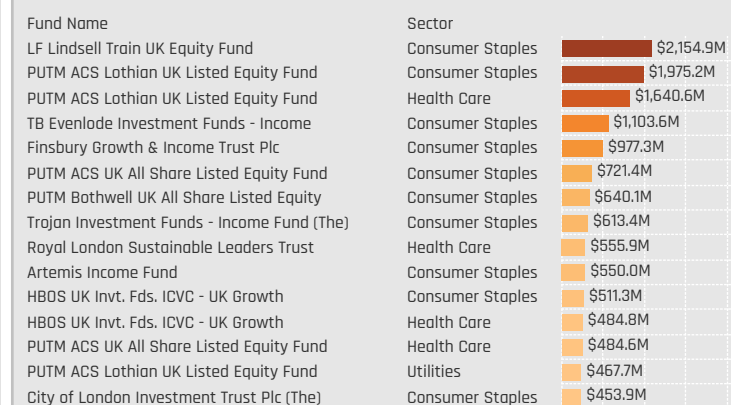 Fund Name Sector
LF Lindsell Train UK Equity Fund Consumer Staples $2,154.9M
PUTM ACS Lothian UK Listed Equity Fund Consumer Staples $1,975.2M
PUTM ACS Lothian UK Listed Equity Fund Health Care $1,640.6M
TB Evenlode Investment Funds - Income Consumer Staples $1,103.6M
Finsbury Growth & Income Trust Plc Consumer Staples $977.3M
PUTM ACS UK All Share Listed Equity Fund Consumer Staples $721.4M
PUTM Bothwell UK All Share Listed Equity Consumer Staples $640.1M
Trojan Investment Funds - Income Fund (The) Consumer Staples $613.4M
Royal London Sustainable Leaders Trust Health Care $555.9M
Artemis Income Fund Consumer Staples $550.0M
HBOS UK Invt. Fds. ICVC - UK Growth Consumer Staples $511.3M
HBOS UK Invt. Fds. ICVC - UK Growth Health Care $484.8M
PUTM ACS UK All Share Listed Equity Fund Health Care $484.6M
PUTM ACS Lothian UK Listed Equity Fund Utilities $467.7M
City of London Investment Trust Plc (The) Consumer Staples $453.9M